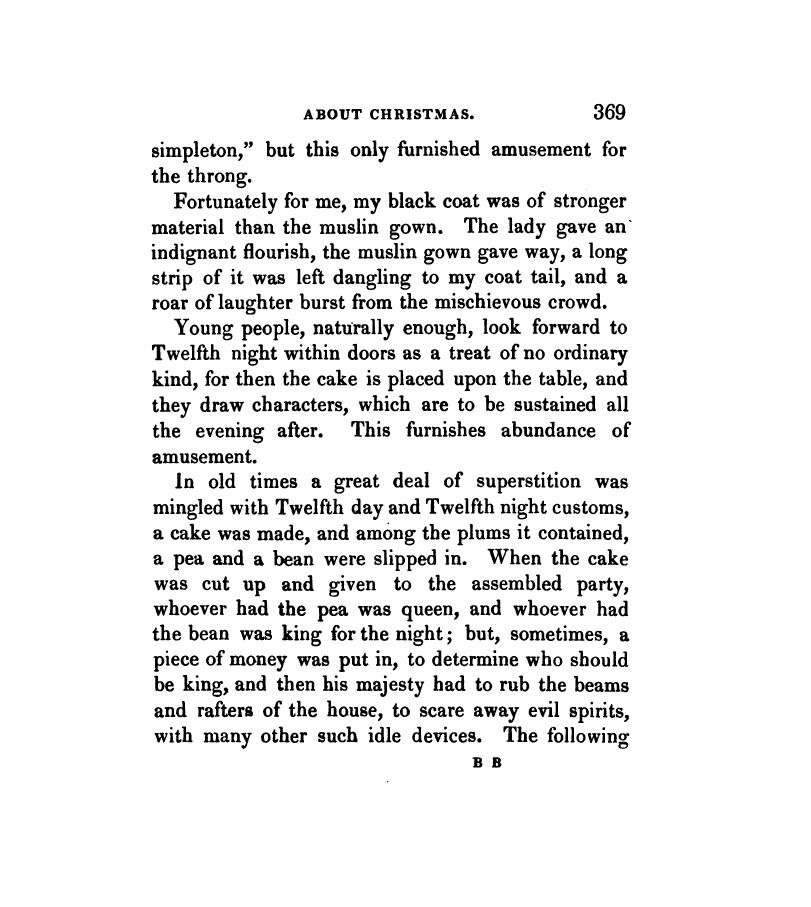 ABOUT CHRISTMAS. 369
simpleton,” but this only furnished amusement for
the throng.
Fortunately for me, my black coat was of stronger
material than the muslin gown. The lady gave an
indignant flourish, the muslin gown gave way, a long
strip of it was left dangling to my coat tail, and a
roar of laughter burst from the mischievous crowd.
Young people, naturally enough, look forward to
Twelfth night within doors as a treat of no ordinary
kind, for then the cake is placed upon the table, and
they draw characters, which are to be sustained all
the evening after. This furnishes abundance of
amusement.
In old times a great deal of superstition was
mingled with Twelfth day and Twelfth night customs,
a cake was made, and among the plums it contained,
a pea and a bean were slipped in. When the cake
was cut up and given to the assembled party,
whoever had the pea was queen, and whoever had
the bean was king for the night; but, sometimes, a
piece of money was put in, to determine who should
be king, and then his majesty had to rub the beams
and rafters of the house, to scare away evil spirits,
with many other such idle devices. The following
B B